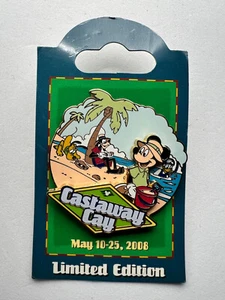 Castaway
Cay
May 10-25, 2008
Limited Edition